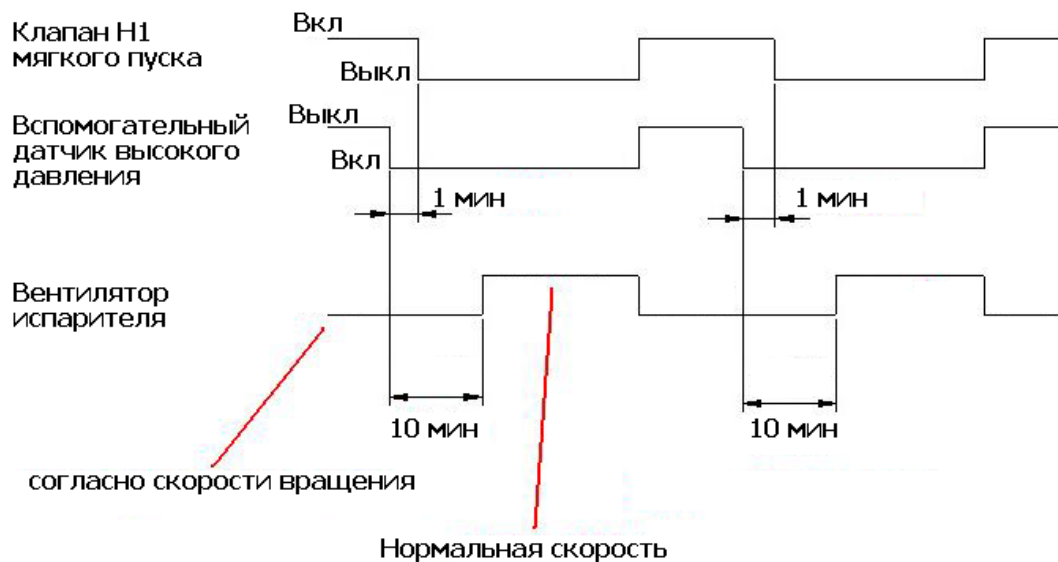 Клапан Н1
мягкого пуска
Вкл
Выкл
Вспомогательный
датчик высокого
давления
Выкл
Вкл
1 мин
1 мин
Вентилятор
испарителя
10 мин
10 мин
согласно скорости вращения
Нормальная скорость